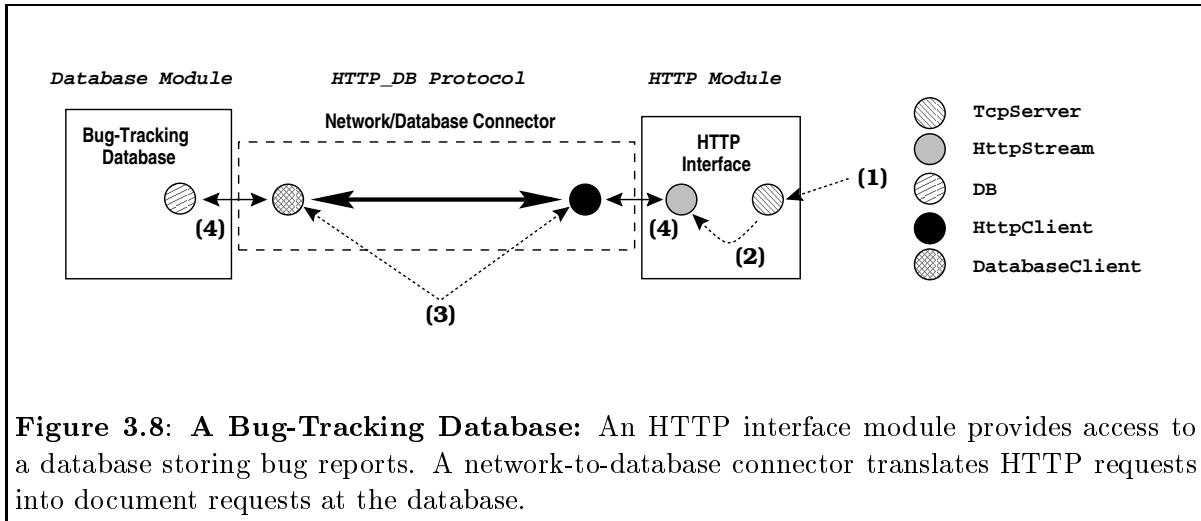 Database Module
HTTP_DB Protocol
HTTP Module
Bug-Tracking
Database
Network/Database Connector
HTTP
Interface
(4)
(4)
(2)
(1)
(3)
TcpServer
HttpStream
DB
HttpClient
DatabaseClient
Figure 3.8: A Bug-Tracking Database: An HTTP interface module provides access to
a database storing bug reports. A network-to-database connector translates HTTP requests
into document requests at the database.